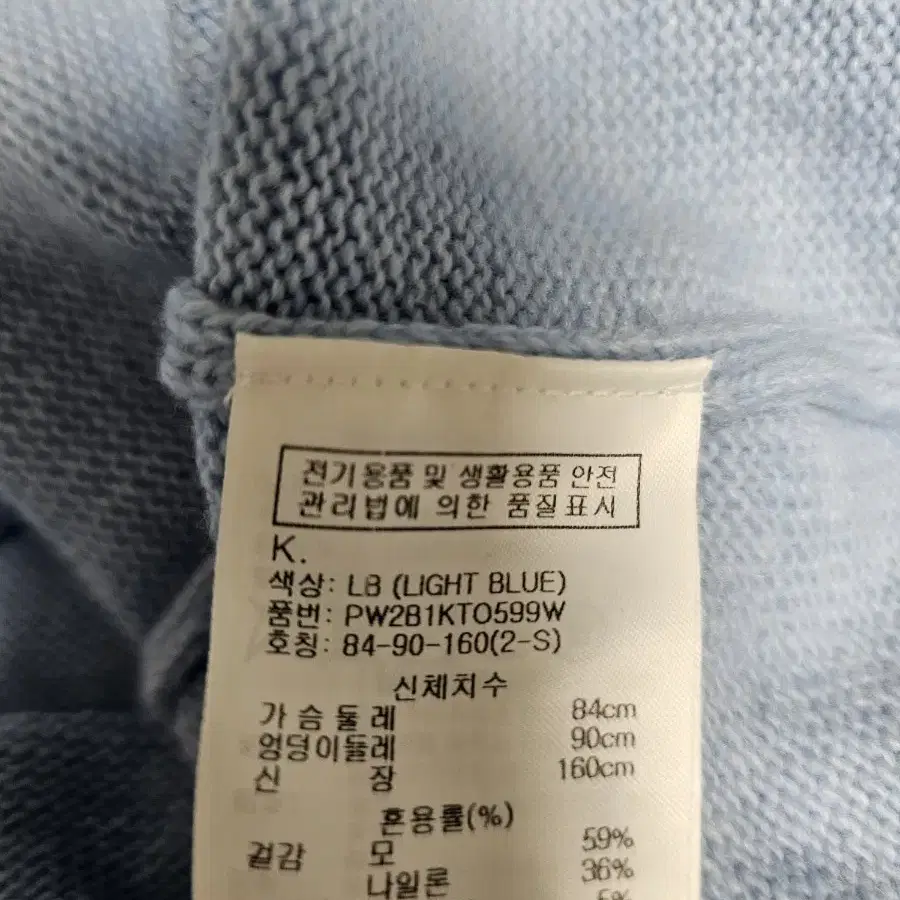 전기용품 및 생활용품 안전
관리법에 의한 품질표시
K.
색상: LB (LIGHT BLUE)
품번: PW2B1KTO599W
호칭: 84-90-160(2-S)
신체치수
가슴둘레 84cm
엉덩이둘레 90cm
신장 160cm
혼용률(%)
겉감 모 59%
나일론 36%
5%